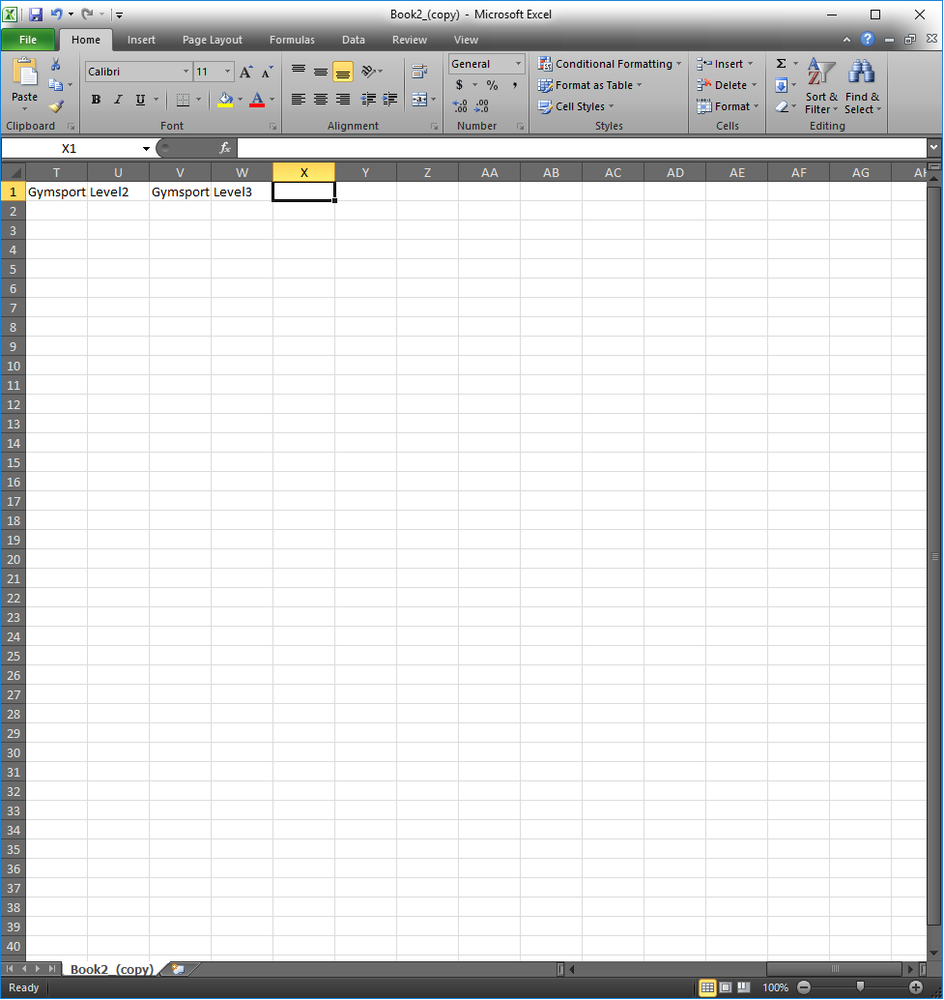 Book2_(copy) - Microsoft Excel
File Home Insert Page Layout Formulas Data Review View
Paste
Calibri 11
B I U
General
$ % ,
Conditional Formatting
Format as Table
Cell Styles
Insert
Delete
Format
Σ
Sort & Filter
Find & Select
Clipboard Font Alignment Number Styles Cells Editing
X1 fx
T U V W X Y Z AA AB AC AD AE AF AG
1 Gymsport Level2 Gymsport Level3
2
3
4
5
6
7
8
9
10
11
12
13
14
15
16
17
18
19
20
21
22
23
24
25
26
27
28
29
30
31
32
33
34
35
36
37
38
39
40
Book2_(copy)
Ready 100%